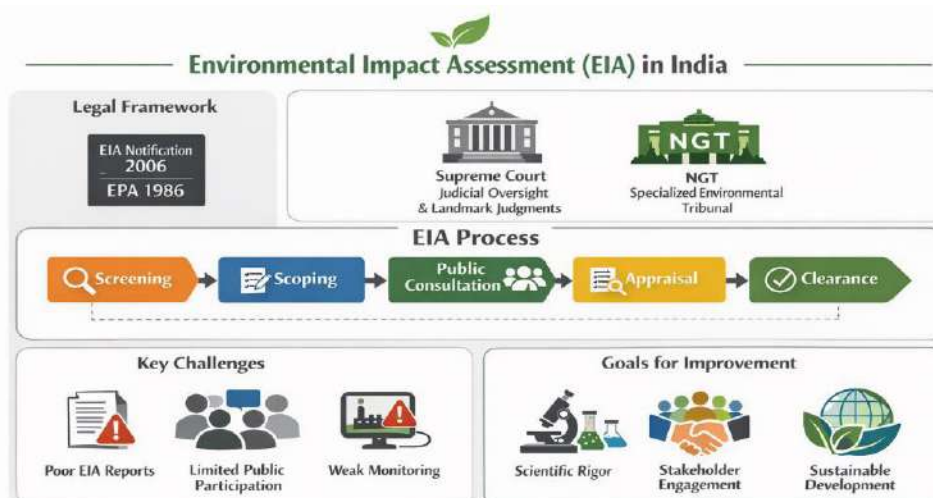 Environmental Impact Assessment (EIA) in India
Legal Framework
EIA Notification
2006
EPA 1986
Supreme Court
Judicial Oversight
& Landmark Judgments
NGT
NGT
Specialized Environmental
Tribunal
EIA Process
Screening
Scoping
Public
Consultation
Appraisal
Clearance
Key Challenges
Poor EIA Reports
Limited Public
Participation
Weak Monitoring
Goals for Improvement
Scientific Rigor
Stakeholder
Engagement
Sustainable
Development